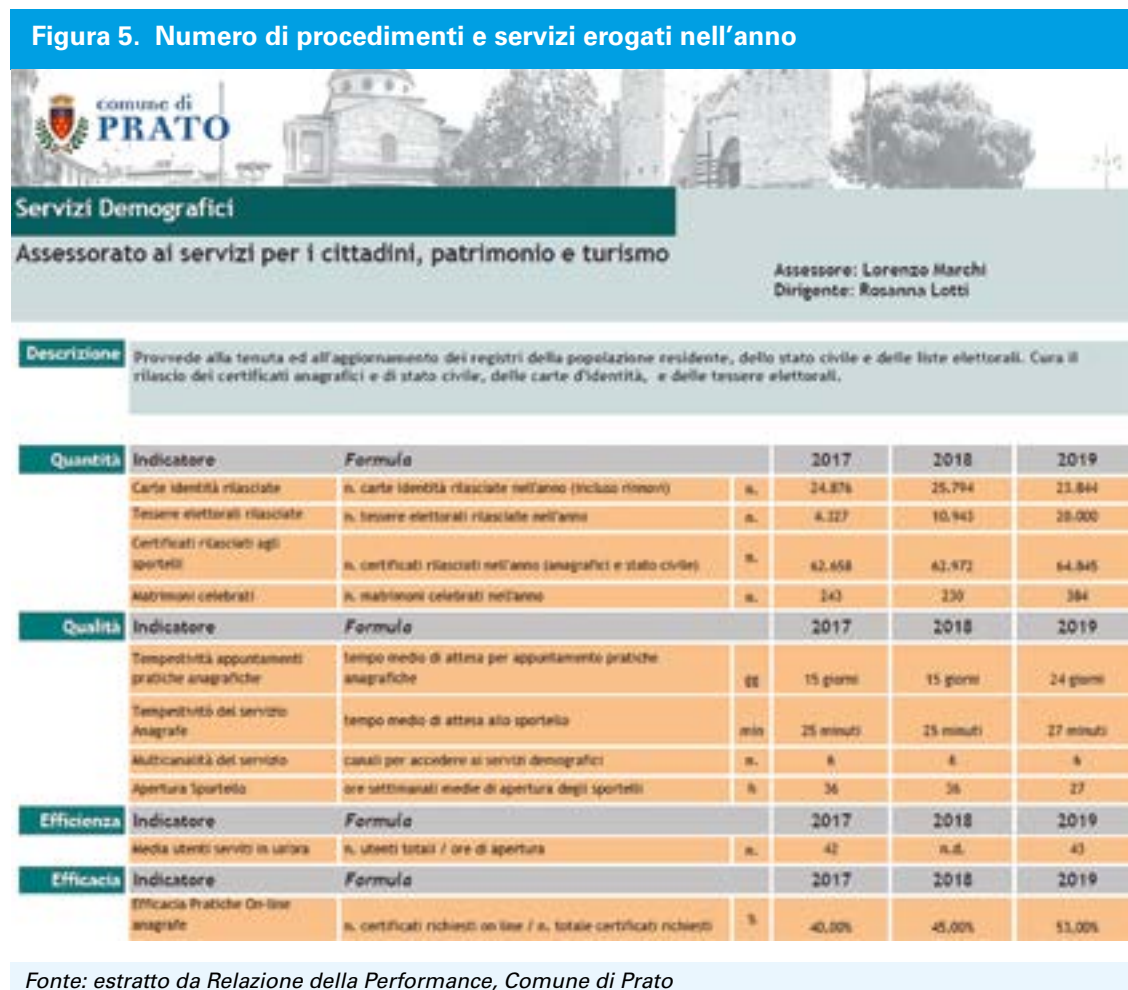 Figura 5. Numero di procedimenti e servizi erogati nell'anno
comune di
PRATO
Servizi Demografici
Assessorato ai servizi per i cittadini, patrimonio e turismo
Assessore: Lorenzo Marchi
Dirigente: Rosanna Lotti
Descrizione Provvede alla tenuta ed all'aggiornamento dei registri della popolazione residente, dello stato civile e delle liste elettorali. Cura il
rilascio dei certificati anagrafici e di stato civile, delle carte d'identità, e delle tessere elettorali.
Quantità Indicatore Formula 2017 2018 2019
Carte identità rilasciate n. carte identità rilasciate nell'anno (incluso rinnovi) n. 24.876 25.794 23.844
Tessere elettorali rilasciate n. tessere elettorali rilasciate nell'anno n. 4.327 10.943 20.000
Certificati rilasciati agli
sportelli n. certificati rilasciati nell'anno (anagrafici e stato civile) n. 62.658 62.972 64.845
Matrimoni celebrati n. matrimoni celebrati nell'anno n. 243 230 384
Qualità Indicatore Formula 2017 2018 2019
Tempestività appuntamenti tempo medio di attesa per appuntamento pratiche
pratiche anagrafiche anagrafiche gg 15 giorni 15 giorni 24 giorni
Tempestività del servizio
Anagrafe tempo medio di attesa allo sportello min 25 minuti 25 minuti 27 minuti
Multicanalità del servizio canali per accedere ai servizi demografici n. 6 6 6
Apertura Sportello ore settimanali medie di apertura degli sportelli h 36 36 27
Efficienza Indicatore Formula 2017 2018 2019
Media utenti serviti in un'ora n. utenti totali / ore di apertura n. 42 n.d. 43
Efficacia Indicatore Formula 2017 2018 2019
Efficacia Pratiche On-line
anagrafe n. certificati richiesti on line / n. totale certificati richiesti % 40,00% 45,00% 53,00%
Fonte: estratto da Relazione della Performance, Comune di Prato